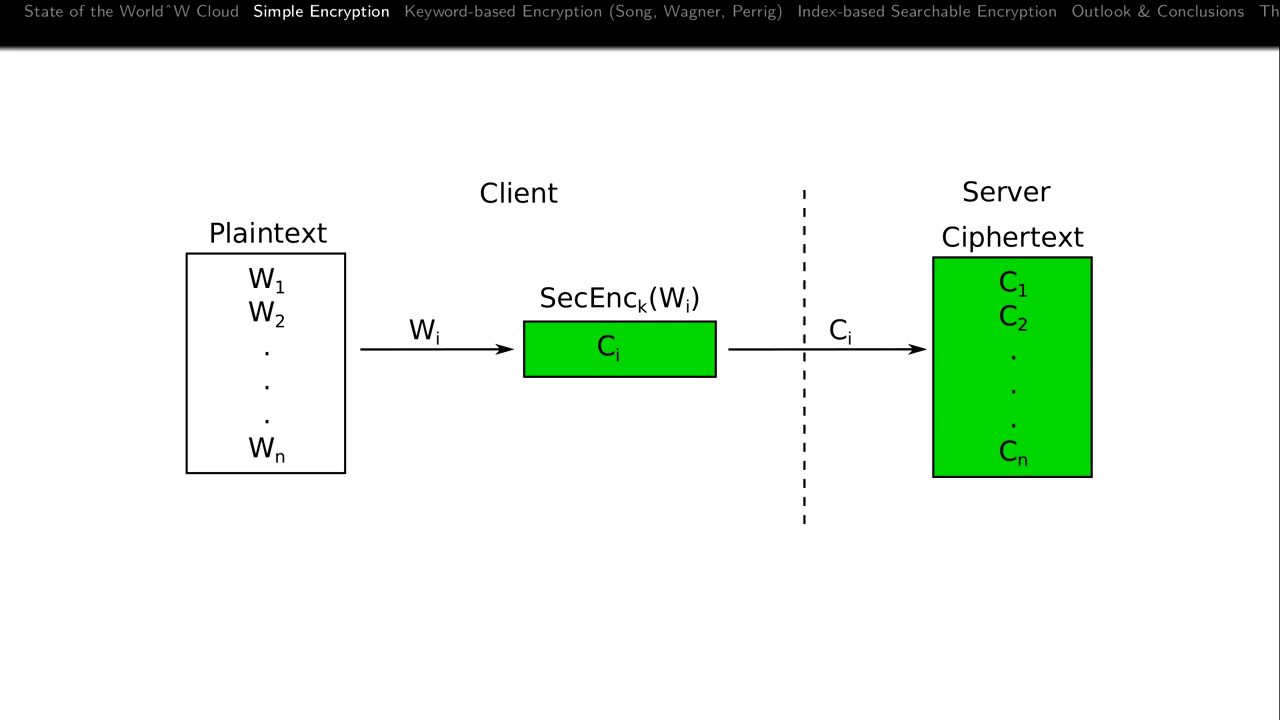 State of the World^W Cloud Simple Encryption Keyword-based Encryption (Song, Wagner, Perrig) Index-based Searchable Encryption Outlook & Conclusions Th
Client
Server
Plaintext
Ciphertext
W₁
W₂
.
.
.
Wₙ
Wᵢ
SecEncₖ(Wᵢ)
Cᵢ
Cᵢ
C₁
C₂
.
.
.
Cₙ